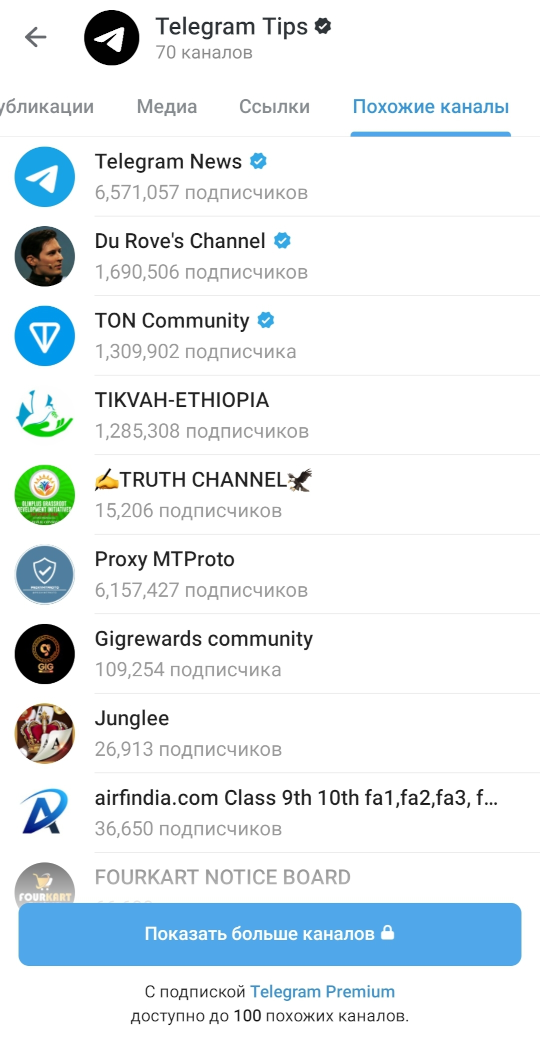 Telegram Tips
70 каналов
убликации Медиа Ссылки Похожие каналы
Telegram News
6,571,057 подписчиков
Du Rove's Channel
1,690,506 подписчиков
TON Community
1,309,902 подписчика
TIKVAH-ETHIOPIA
1,285,308 подписчиков
✍️TRUTH CHANNEL🦅
15,206 подписчиков
Proxy MTProto
6,157,427 подписчиков
Gigrewards community
109,254 подписчика
GIG
Junglee
26,913 подписчиков
airfindia.com Class 9th 10th fa1,fa2,fa3, f...
36,650 подписчиков
FOURKART NOTICE BOARD
FOURKART
Показать больше каналов
С подпиской Telegram Premium
доступно до 100 похожих каналов.